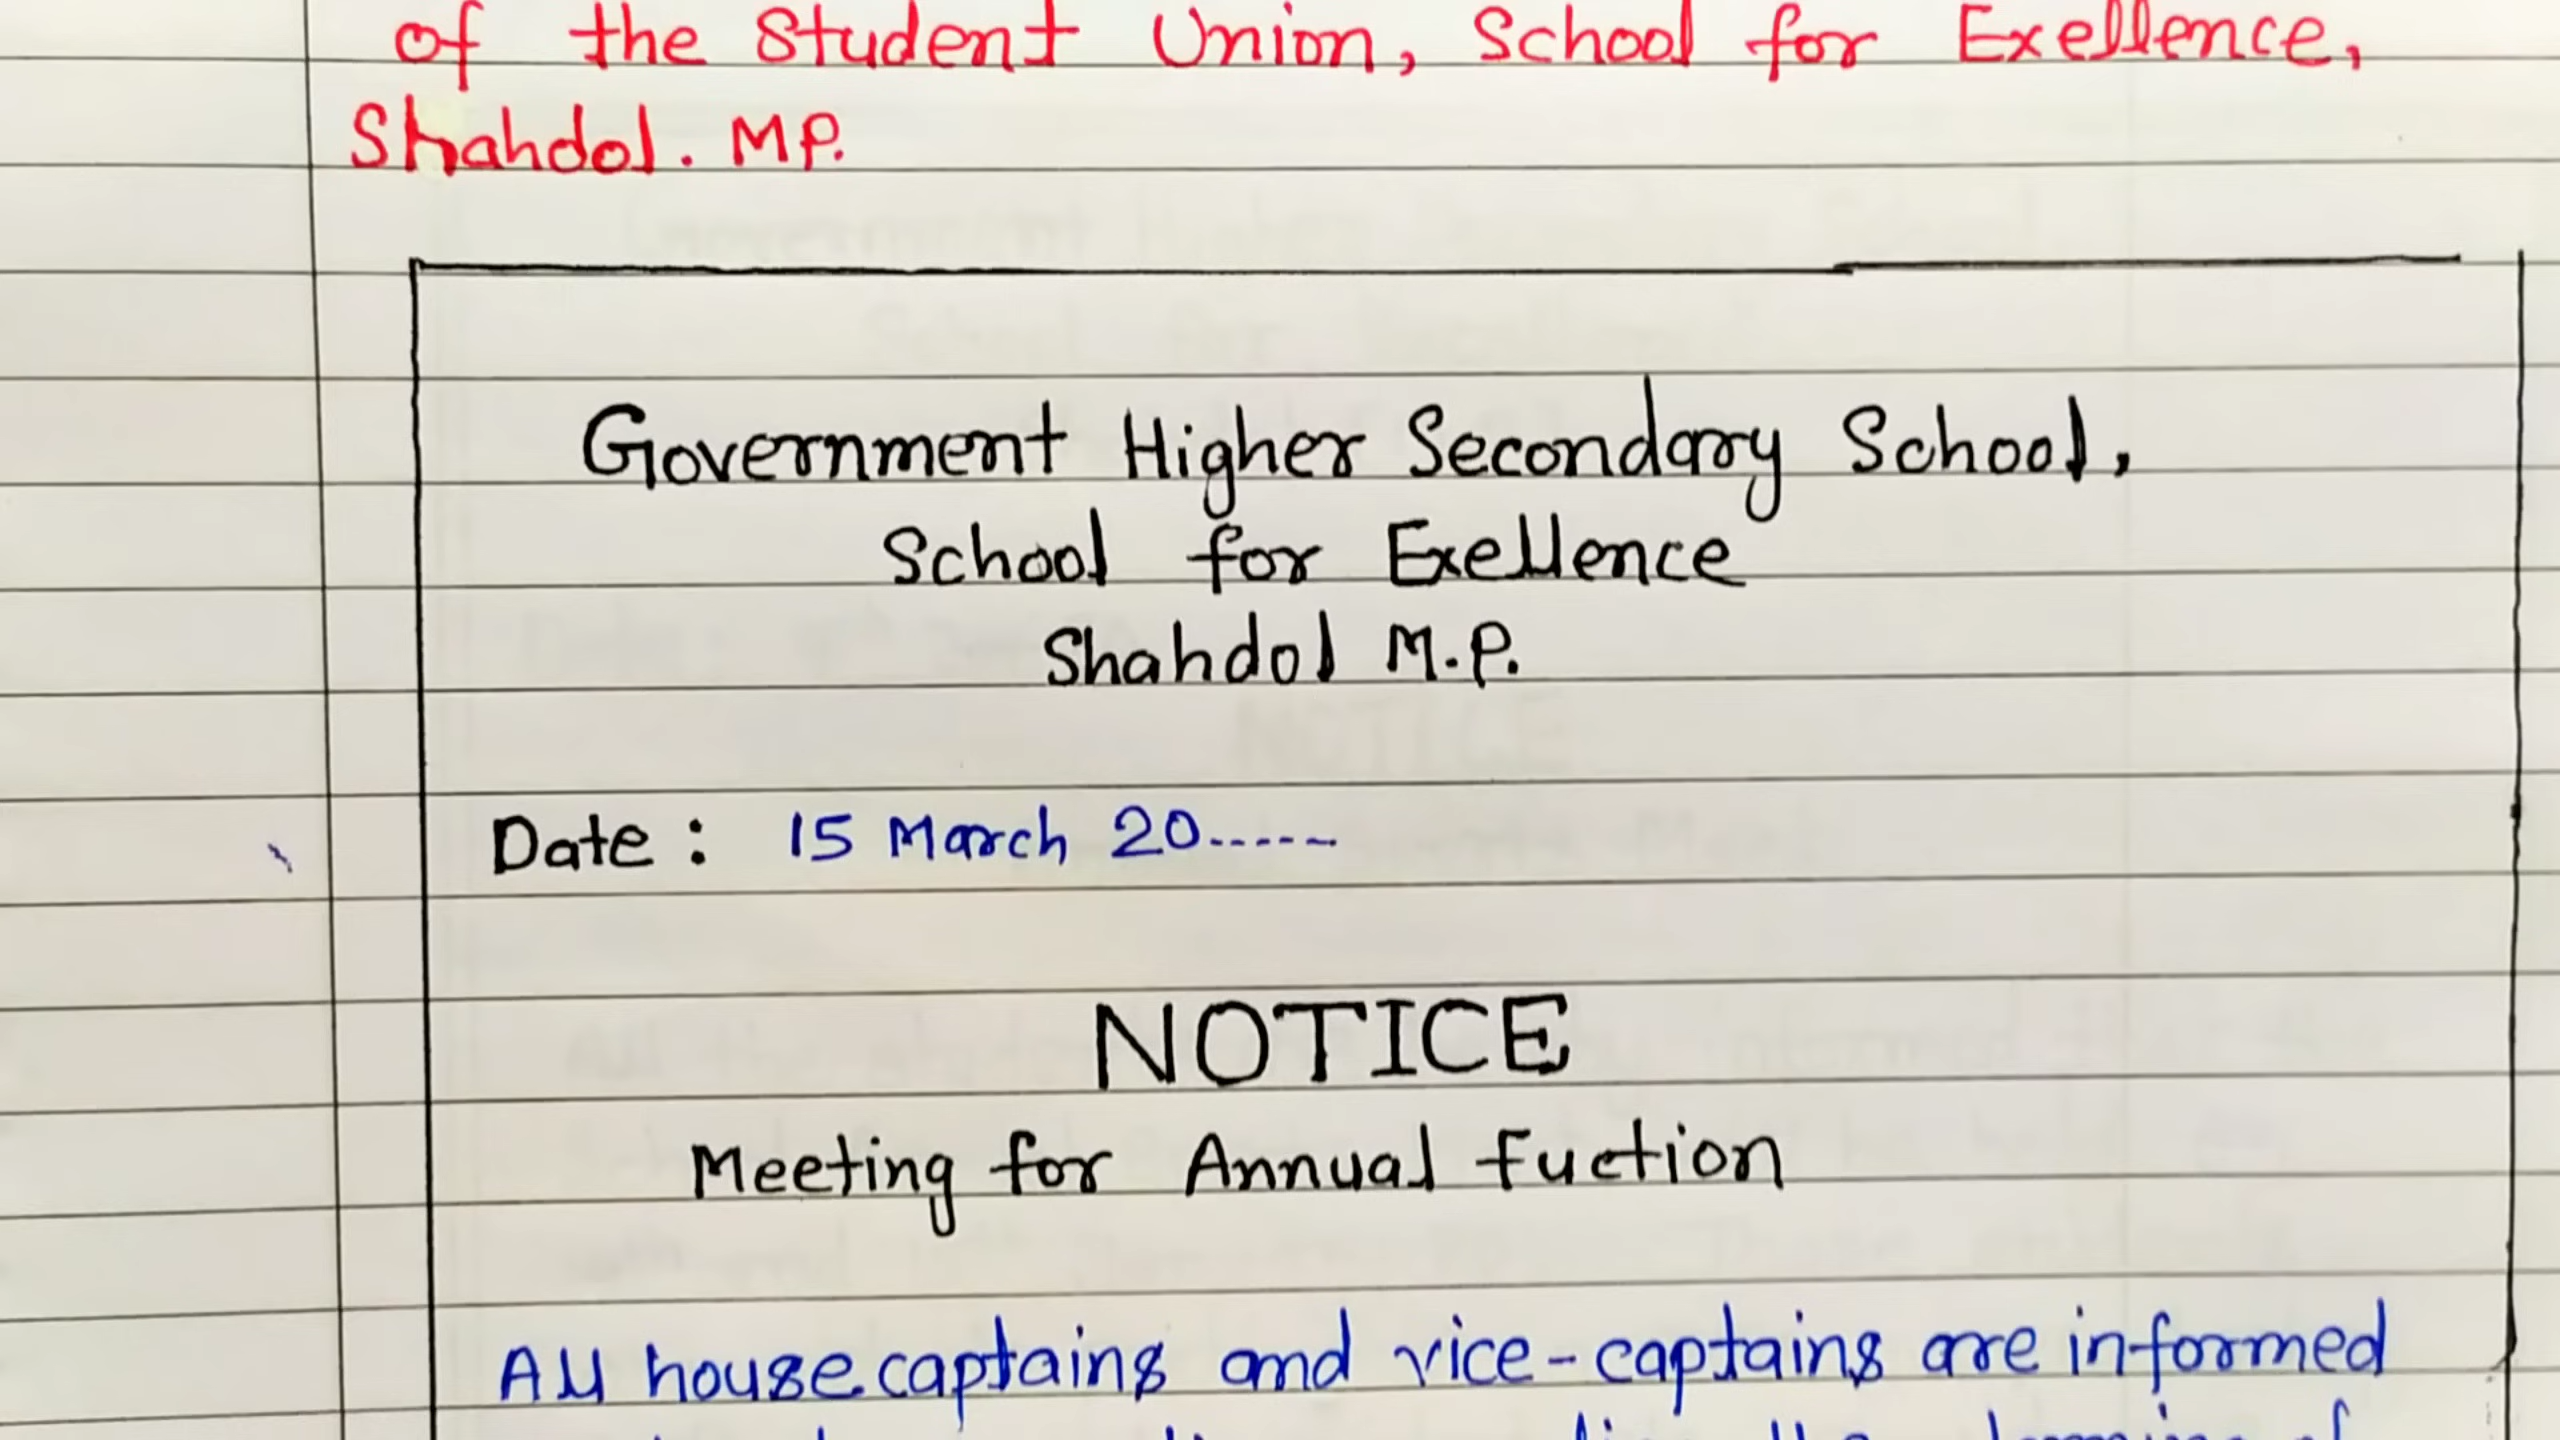 of the Student Union, School for Exellence,
Shahdol. MP.
Government Higher Secondary School,
School for Exellence
Shahdol M.P.
Date : 15 March 20-----
NOTICE
Meeting for Annual Fuction
All house captains and vice-captains are informed